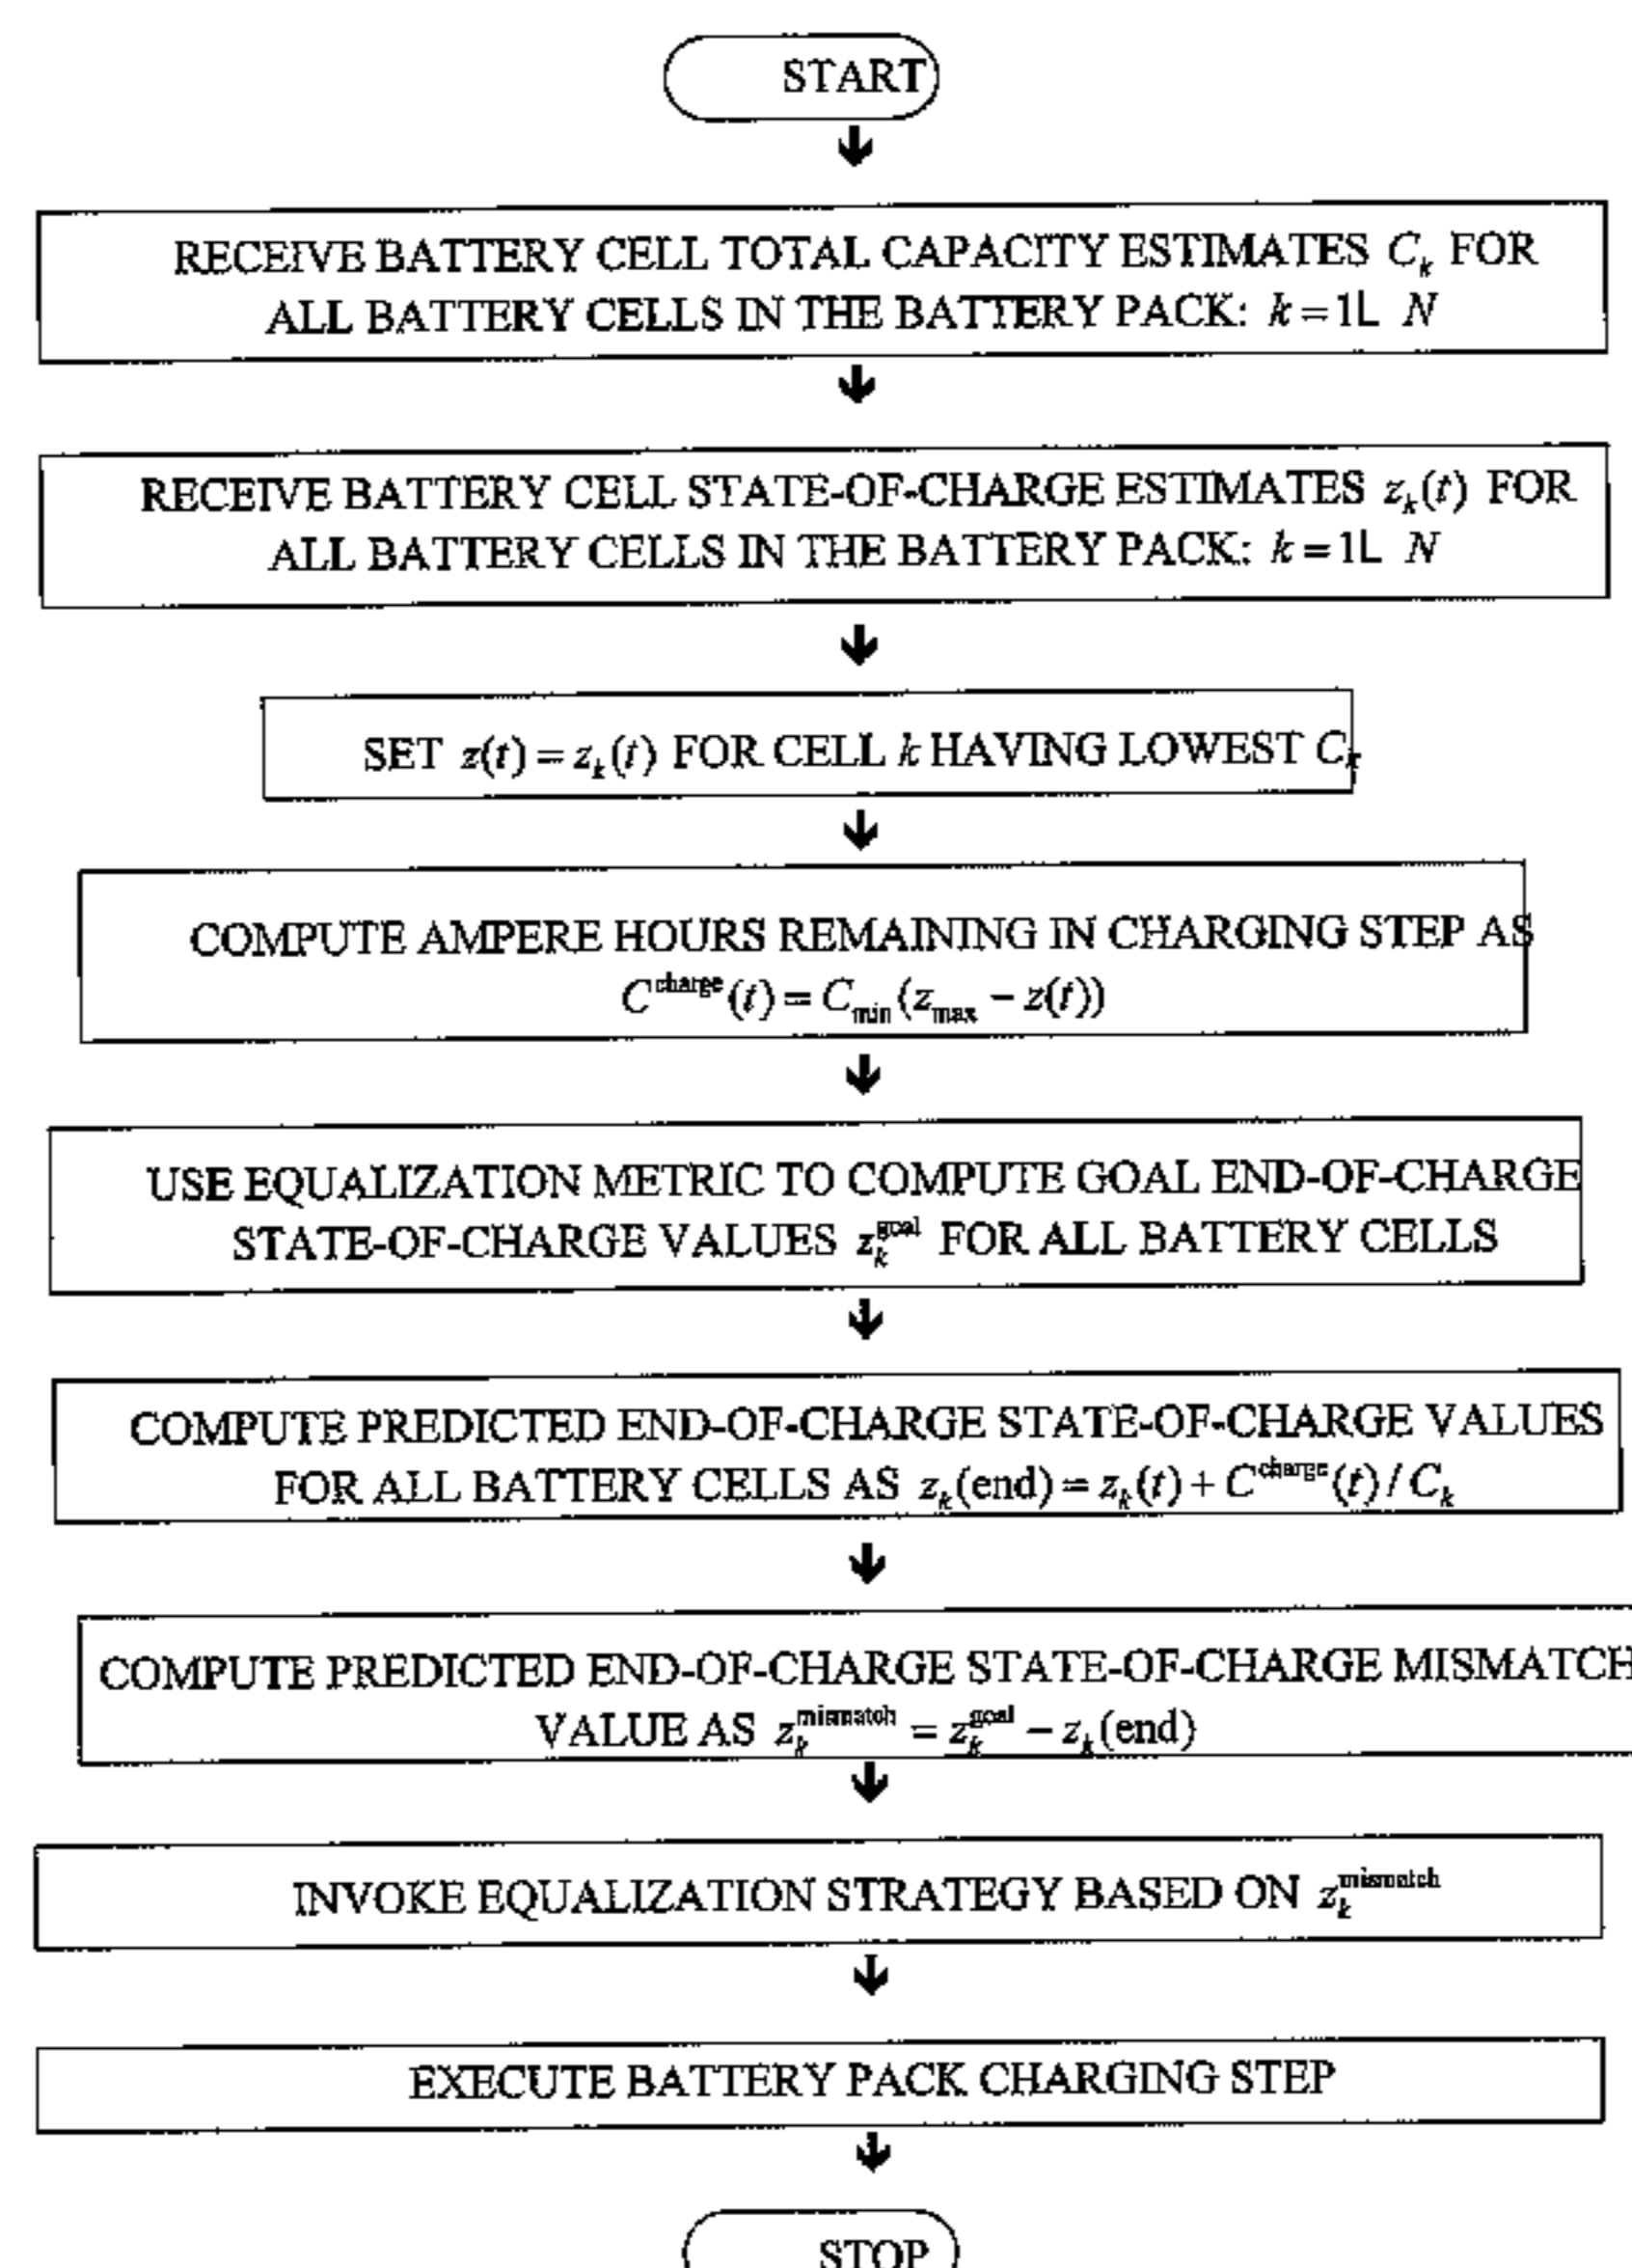 START
RECEIVE BATTERY CELL TOTAL CAPACITY ESTIMATES C_k FOR
ALL BATTERY CELLS IN THE BATTERY PACK: k = 1L N
RECEIVE BATTERY CELL STATE-OF-CHARGE ESTIMATES z_k(t) FOR
ALL BATTERY CELLS IN THE BATTERY PACK: k = 1L N
SET z(t) = z_k(t) FOR CELL k HAVING LOWEST C_k
COMPUTE AMPERE HOURS REMAINING IN CHARGING STEP AS
C^charge(t) = C_min(z_max − z(t))
USE EQUALIZATION METRIC TO COMPUTE GOAL END-OF-CHARGE
STATE-OF-CHARGE VALUES z_k^goal FOR ALL BATTERY CELLS
COMPUTE PREDICTED END-OF-CHARGE STATE-OF-CHARGE VALUES
FOR ALL BATTERY CELLS AS z_k(end) = z_k(t) + C^charge(t) / C_k
COMPUTE PREDICTED END-OF-CHARGE STATE-OF-CHARGE MISMATCH
VALUE AS z_k^mismatch = z_k^goal − z_k(end)
INVOKE EQUALIZATION STRATEGY BASED ON z_k^mismatch
EXECUTE BATTERY PACK CHARGING STEP
STOP